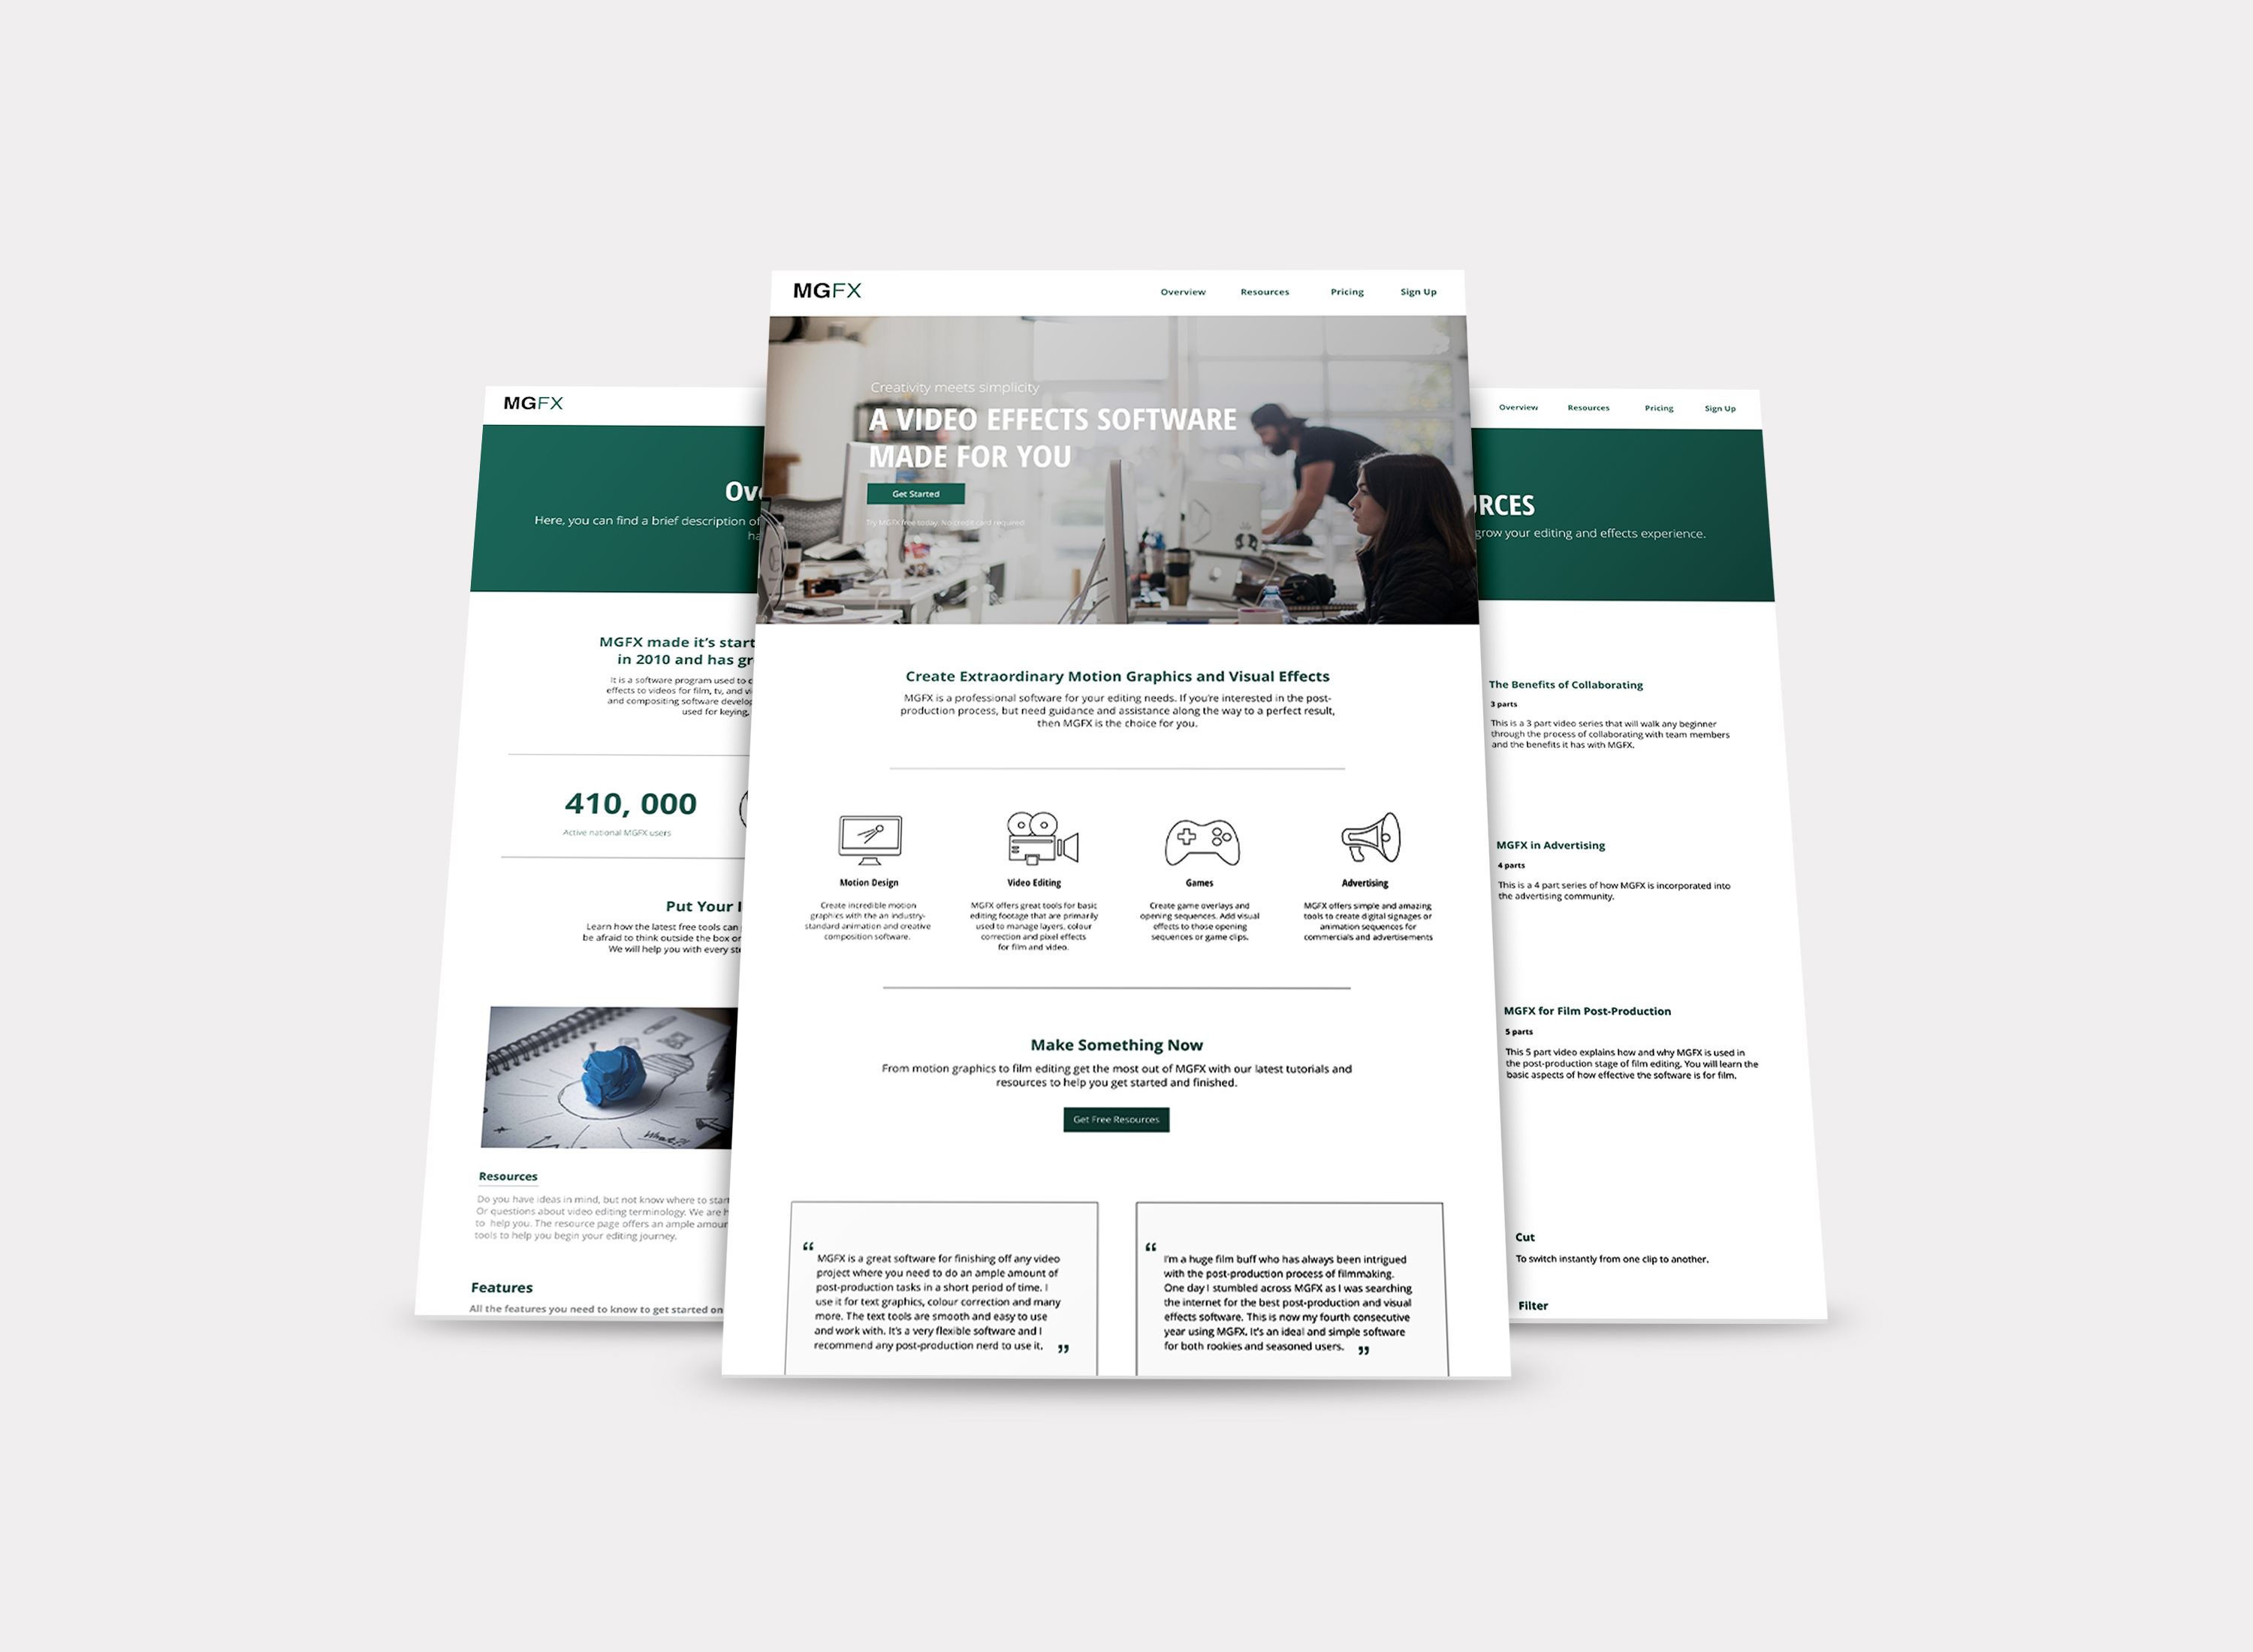 MGFX
Overview Resources Pricing Sign Up
Creativity meets simplicity
A VIDEO EFFECTS SOFTWARE
MADE FOR YOU
Get Started
Try MGFX free today. No credit card required
Create Extraordinary Motion Graphics and Visual Effects
MGFX is a professional software for your editing needs. If you're interested in the post-
production process, but need guidance and assistance along the way to a perfect result,
then MGFX is the choice for you.
Motion Design
Create incredible motion
graphics with the an industry-
standard animation and creative
composition software.
Video Editing
MGFX offers great tools for basic
editing footage that are primarily
used to manage layers, colour
correction and pixel effects
for film and video.
Games
Create game overlays and
opening sequences. Add visual
effects to those opening
sequences or game clips.
Advertising
MGFX offers simple and amazing
tools to create digital signages or
animation sequences for
commercials and advertisements
Make Something Now
From motion graphics to film editing get the most out of MGFX with our latest tutorials and
resources to help you get started and finished.
Get Free Resources
“ MGFX is a great software for finishing off any video
project where you need to do an ample amount of
post-production tasks in a short period of time. I
use it for text graphics, colour correction and many
more. The text tools are smooth and easy to use
and work with. It's a very flexible software and I
recommend any post-production nerd to use it. ”
“ I'm a huge film buff who has always been intrigued
with the post-production process of filmmaking.
One day I stumbled across MGFX as I was searching
the internet for the best post-production and visual
effects software. This is now my fourth consecutive
year using MGFX. It's an ideal and simple software
for both rookies and seasoned users. ”
MGFX
Ov
Here, you can find a brief description of
ha
MGFX made it's start
in 2010 and has gr
It is a software program used to c
effects to videos for film, tv, and vi
and compositing software develop
used for keying,
410, 000
Active national MGFX users
Put Your I
Learn how the latest free tools can
be afraid to think outside the box or
We will help you with every ste
What?!
Resources
Do you have ideas in mind, but not know where to start
Or questions about video editing terminology. We are h
to help you. The resource page offers an ample amour
tools to help you begin your editing journey.
Features
All the features you need to know to get started on
Overview Resources Pricing Sign Up
RCES
grow your editing and effects experience.
The Benefits of Collaborating
3 parts
This is a 3 part video series that will walk any beginner
through the process of collaborating with team members
and the benefits it has with MGFX.
MGFX in Advertising
4 parts
This is a 4 part series of how MGFX is incorporated into
the advertising community.
MGFX for Film Post-Production
5 parts
This 5 part video explains how and why MGFX is used in
the post-production stage of film editing. You will learn the
basic aspects of how effective the software is for film.
Cut
To switch instantly from one clip to another.
Filter